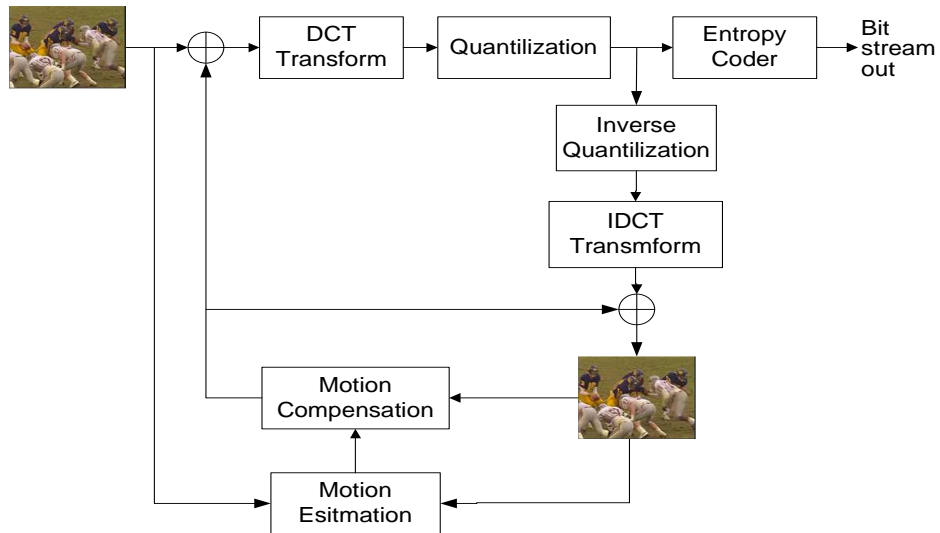 DCT
Transform
Quantilization
Entropy
Coder
Bit
stream
out
Inverse
Quantilization
IDCT
Transmform
Motion
Compensation
Motion
Esitmation